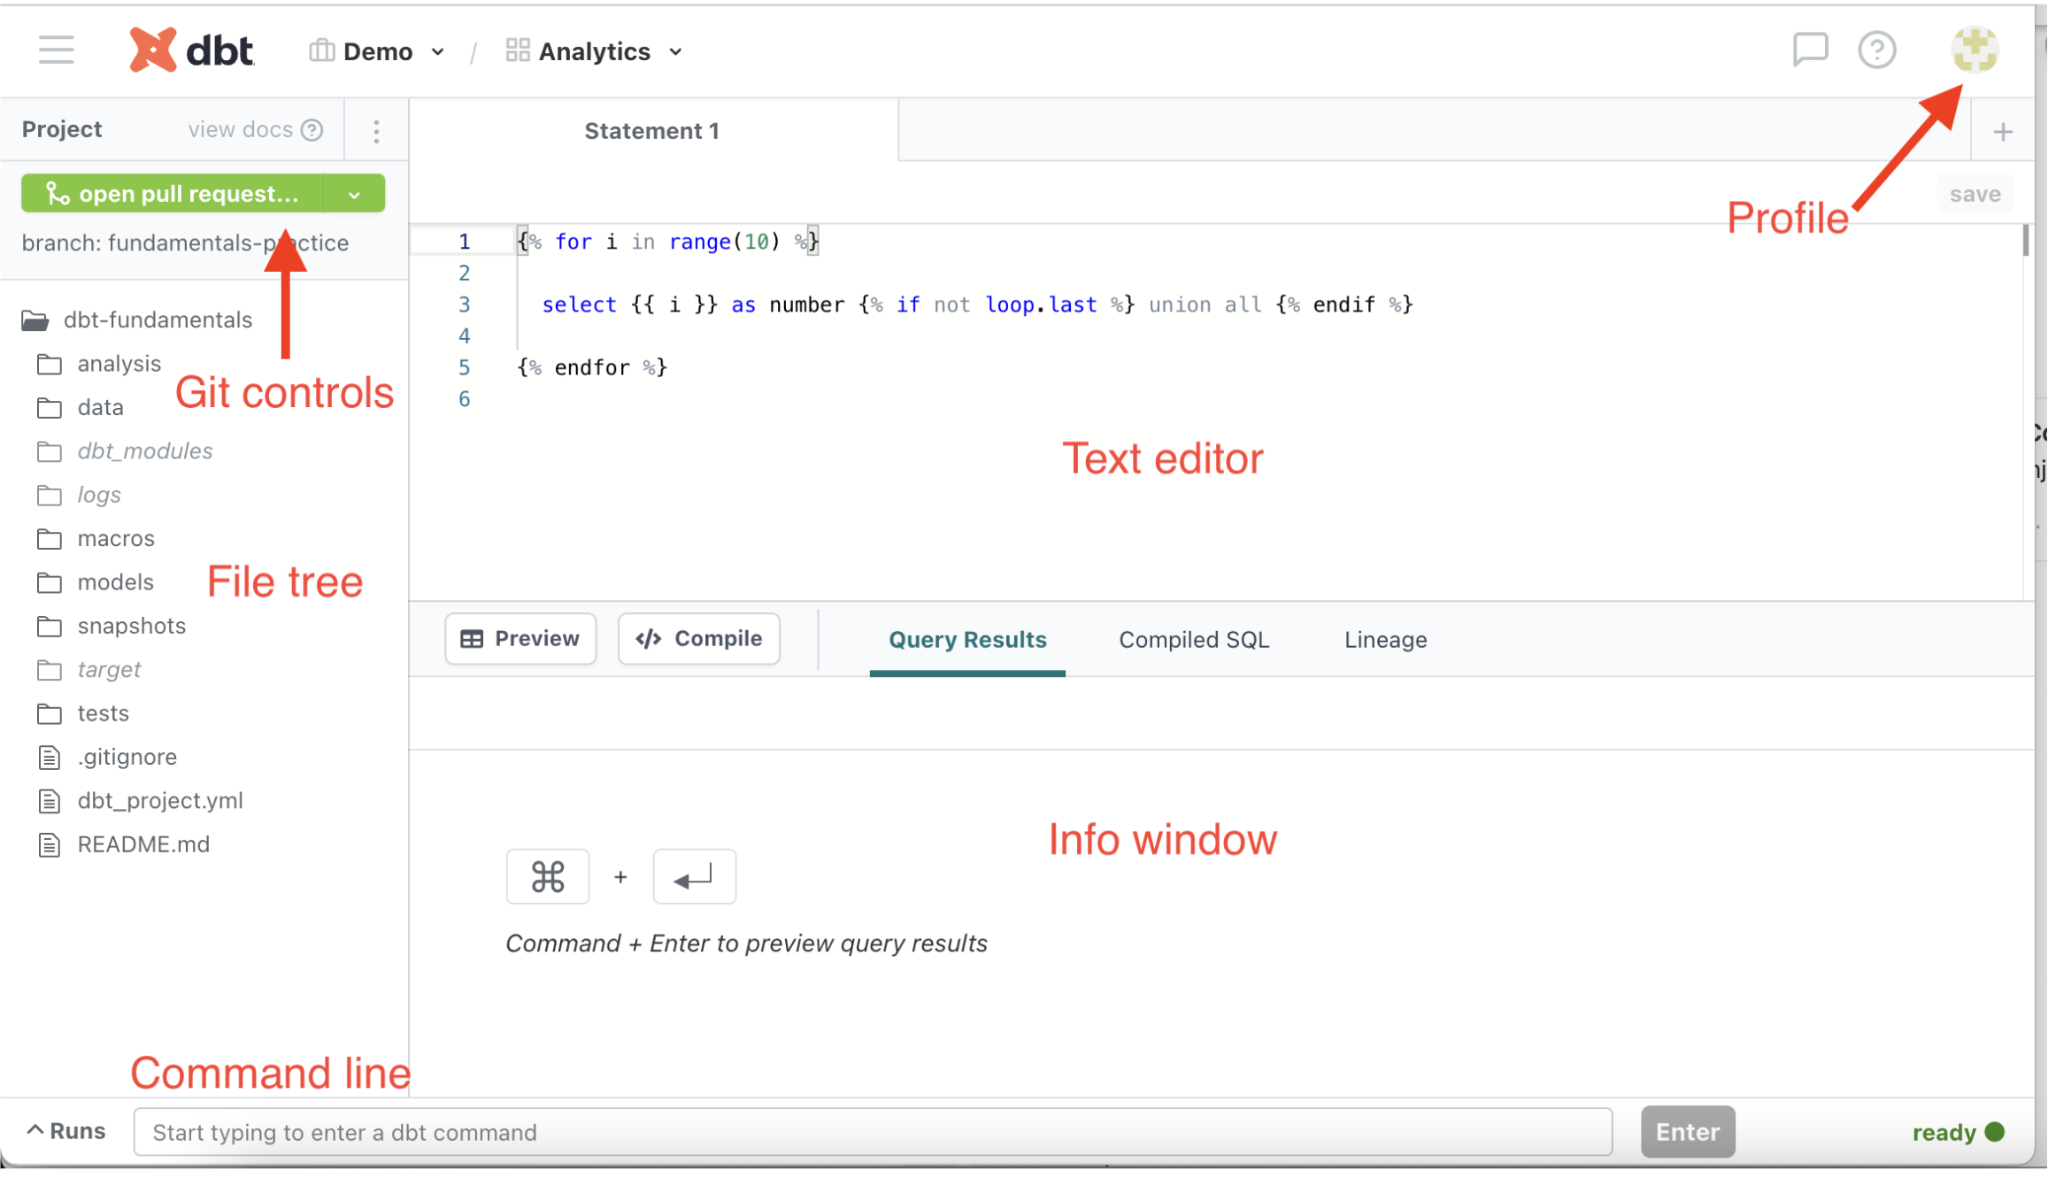 dbt Demo / Analytics
Project view docs
Statement 1
+
open pull request...
save
Profile
branch: fundamentals-practice
1 {% for i in range(10) %}
2
3 select {{ i }} as number {% if not loop.last %} union all {% endif %}
4
5 {% endfor %}
6
dbt-fundamentals
analysis
Git controls
data
dbt_modules
logs
macros
models
File tree
snapshots
target
tests
.gitignore
dbt_project.yml
README.md
Text editor
Preview </> Compile Query Results Compiled SQL Lineage
Info window
⌘ + ↵
Command + Enter to preview query results
Command line
Runs Start typing to enter a dbt command Enter ready